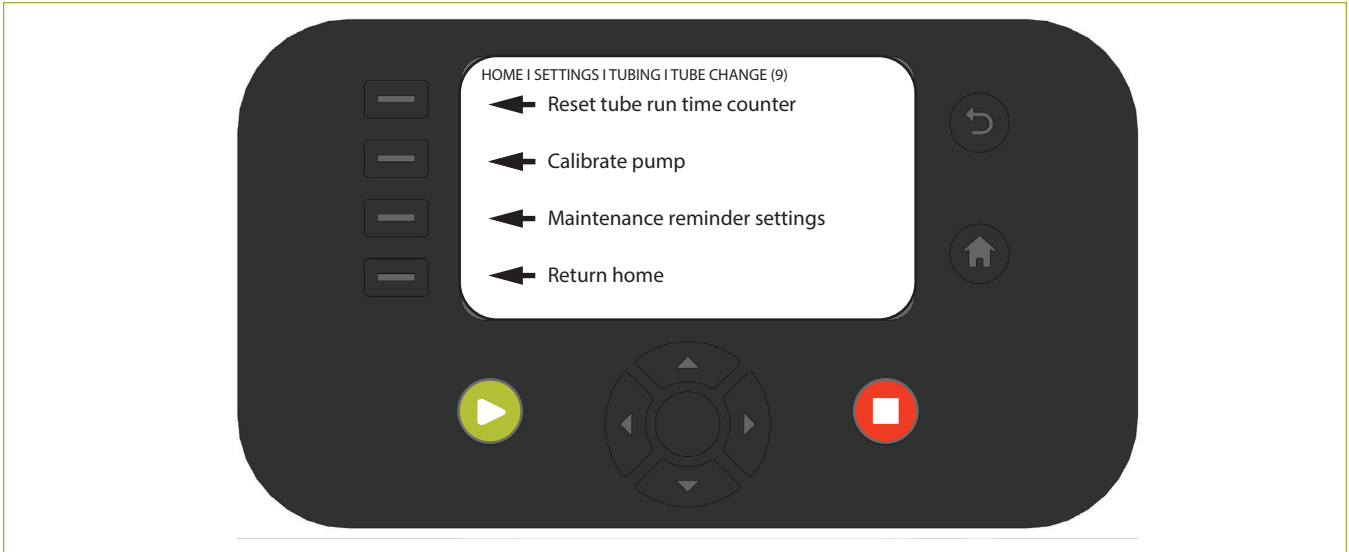 HOME I SETTINGS I TUBING I TUBE CHANGE (9)
Reset tube run time counter
Calibrate pump
Maintenance reminder settings
Return home